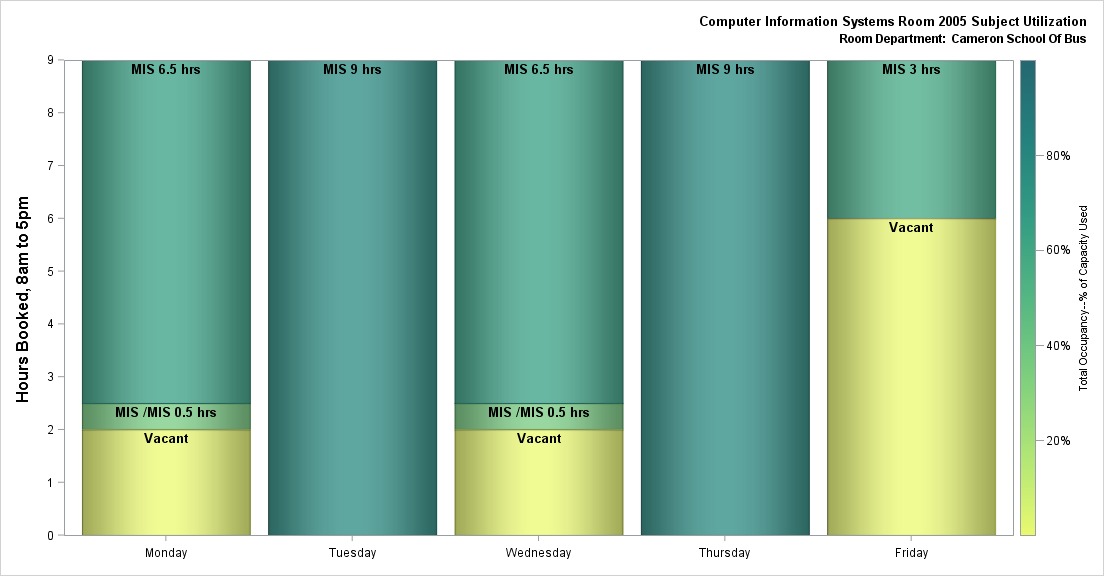 Computer Information Systems Room 2005 Subject Utilization
Room Department: Cameron School Of Bus
Hours Booked, 8am to 5pm
9
8
7
6
5
4
3
2
1
0
MIS 6.5 hrs
MIS /MIS 0.5 hrs
Vacant
MIS 9 hrs
MIS 6.5 hrs
MIS /MIS 0.5 hrs
Vacant
MIS 9 hrs
MIS 3 hrs
Vacant
Monday
Tuesday
Wednesday
Thursday
Friday
80%
60%
40%
20%
Total Occupancy--% of Capacity Used